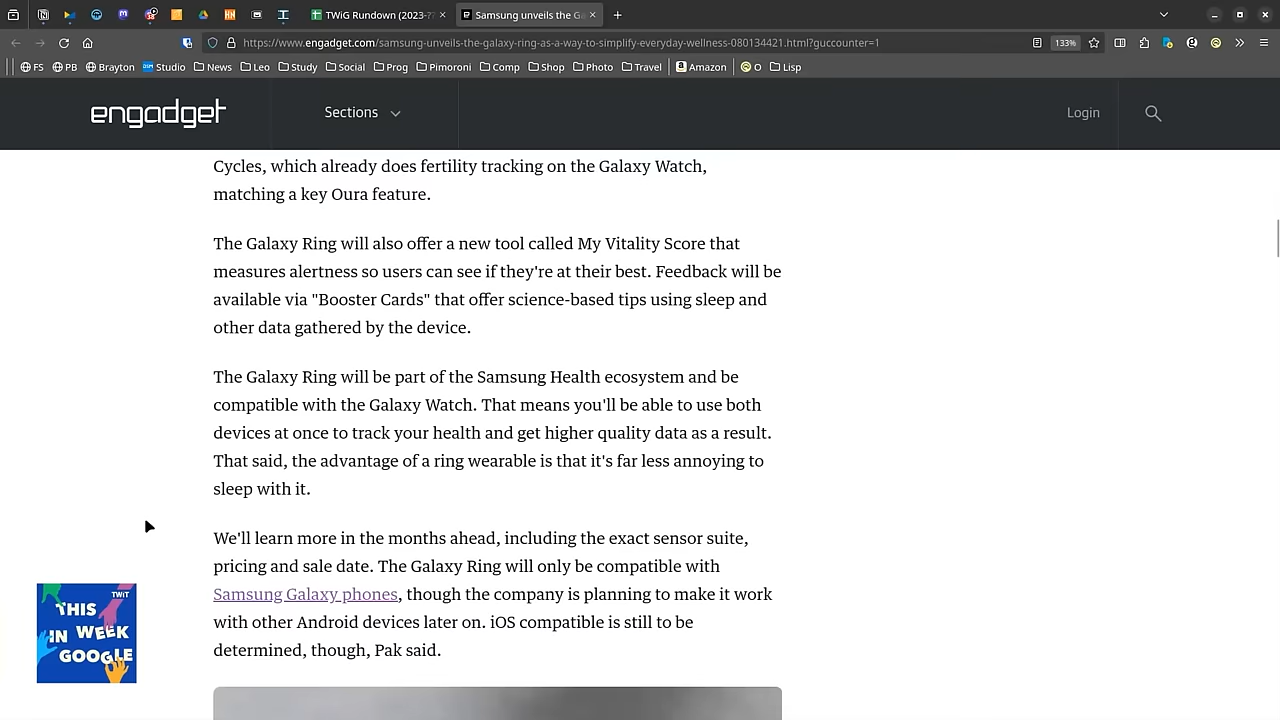 TWiG Rundown (2023-??
Samsung unveils the Ga
https://www.engadget.com/samsung-unveils-the-galaxy-ring-as-a-way-to-simplify-everyday-wellness-080134421.html?guccounter=1
133%
FS PB Brayton Studio News Leo Study Social Prog Pimoroni Comp Shop Photo Travel Amazon O Lisp
engadget
Sections
Login
Cycles, which already does fertility tracking on the Galaxy Watch,
matching a key Oura feature.
The Galaxy Ring will also offer a new tool called My Vitality Score that
measures alertness so users can see if they're at their best. Feedback will be
available via "Booster Cards" that offer science-based tips using sleep and
other data gathered by the device.
The Galaxy Ring will be part of the Samsung Health ecosystem and be
compatible with the Galaxy Watch. That means you'll be able to use both
devices at once to track your health and get higher quality data as a result.
That said, the advantage of a ring wearable is that it's far less annoying to
sleep with it.
We'll learn more in the months ahead, including the exact sensor suite,
pricing and sale date. The Galaxy Ring will only be compatible with
Samsung Galaxy phones, though the company is planning to make it work
with other Android devices later on. iOS compatible is still to be
determined, though, Pak said.
TWiT
THIS
IN WEEK
GOOGLE